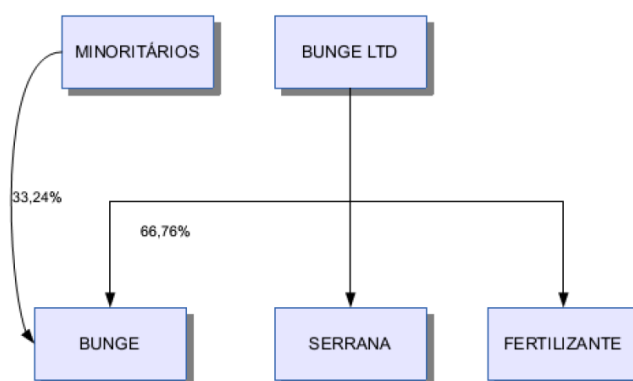 MINORITÁRIOS
BUNGE LTD
33,24%
66,76%
BUNGE
SERRANA
FERTILIZANTE